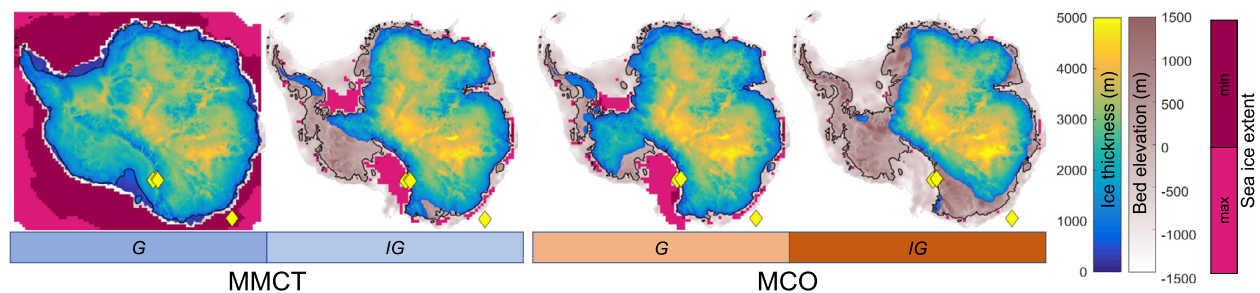 G
IG
MMCT
G
IG
MCO
5000
4000
3000
2000
1000
0
Ice thickness (m)
1500
1000
500
0
-500
-1000
-1500
Bed elevation (m)
min
max
Sea ice extent